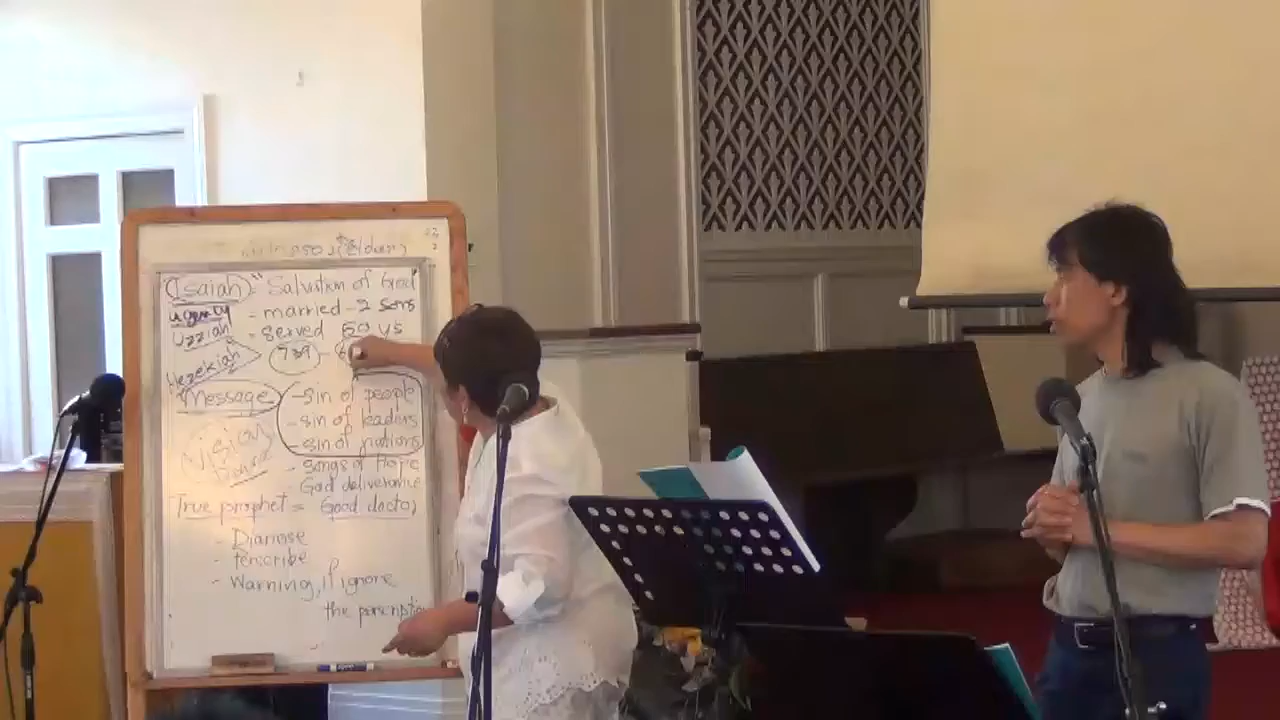 (Isaiah) = "Salvation of God
= married - 2 sons
Uzziah = served 60 ys
Hezekiah 739 -
Message - sin of people
- sin of leaders
- sin of nations
Vision - Songs of Hope
- God deliverance
True prophet = Good doctor
- Dianose
- Perscribe
- Warning, if ignore
the perscription